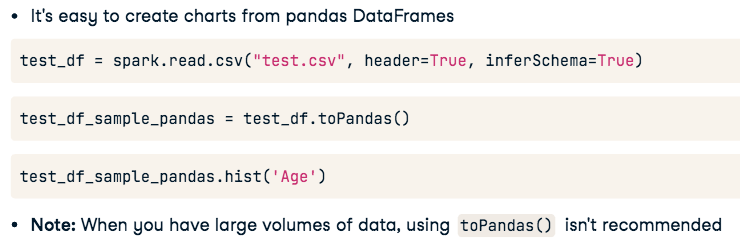 • It's easy to create charts from pandas DataFrames
test_df = spark.read.csv("test.csv", header=True, inferSchema=True)
test_df_sample_pandas = test_df.toPandas()
test_df_sample_pandas.hist('Age')
• Note: When you have large volumes of data, using toPandas() isn't recommended